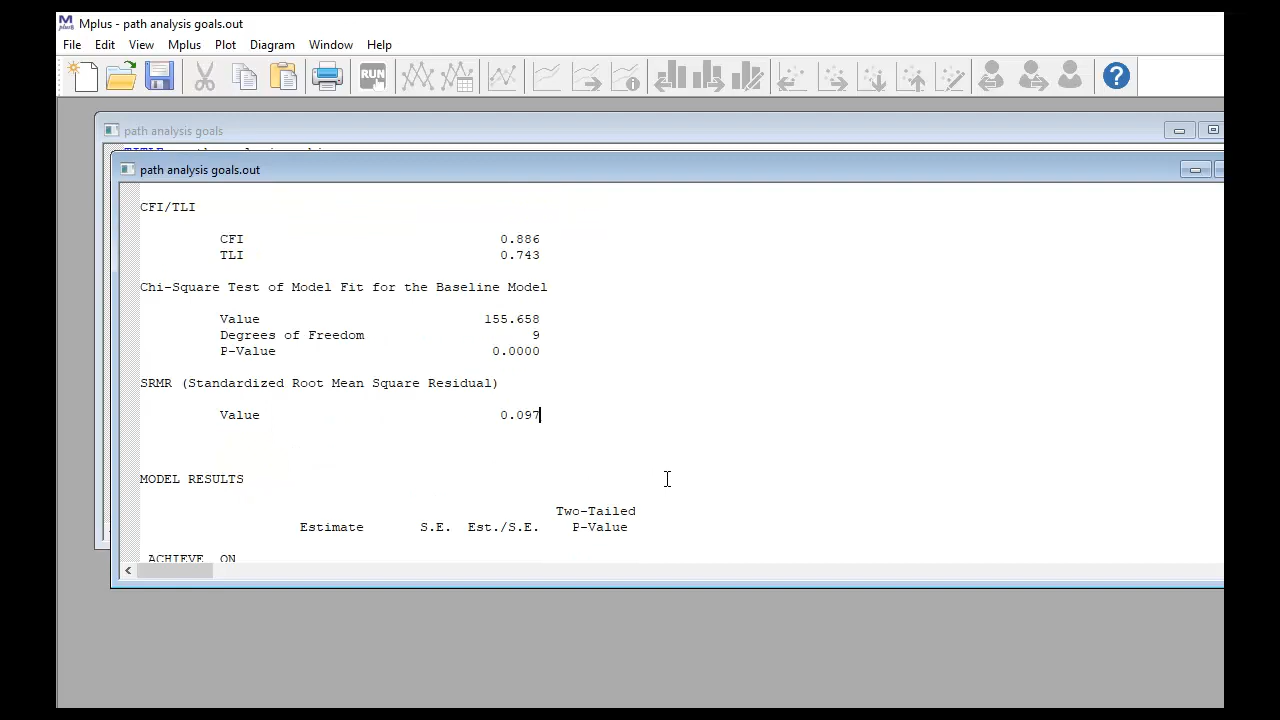 Mplus - path analysis goals.out
File Edit View Mplus Plot Diagram Window Help
RUN
path analysis goals
path analysis goals.out
CFI/TLI
CFI 0.886
TLI 0.743
Chi-Square Test of Model Fit for the Baseline Model
Value 155.658
Degrees of Freedom 9
P-Value 0.0000
SRMR (Standardized Root Mean Square Residual)
Value 0.097
MODEL RESULTS
Two-Tailed
Estimate S.E. Est./S.E. P-Value
ACHIEVE ON